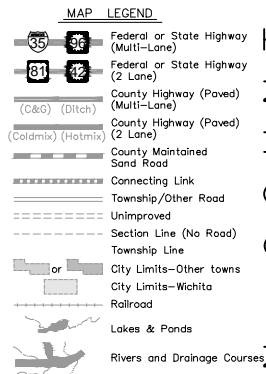 MAP LEGEND
35 96 Federal or State Highway
(Multi-Lane)
81 42 Federal or State Highway
(2 Lane)
County Highway (Paved)
(C&G) (Ditch) (Multi-Lane)
County Highway (Paved)
(Coldmix) (Hotmix) (2 Lane)
County Maintained
Sand Road
Connecting Link
Township/Other Road
Unimproved
Section Line (No Road)
Township Line
or City Limits-Other towns
City Limits-Wichita
Railroad
Lakes & Ponds
Rivers and Drainage Courses